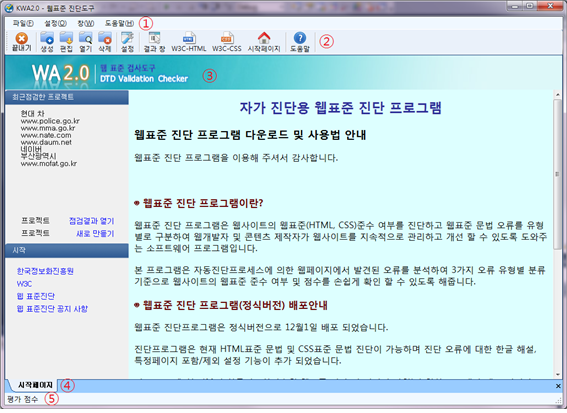 KWA2.0 - 웹표준 진단도구
파일(F) 설정(O) 창(W) 도움말(H) ①
끝내기 생성 편집 열기 삭제 설정 결과 창 W3C-HTML W3C-CSS 시작페이지 도움말 ②
WA 2.0 웹 표준 검사도구
DTD Validation Checker ③
최근점검한 프로젝트
현대 차
www.police.go.kr
www.mma.go.kr
www.nate.com
www.daum.net
네이버
부산광역시
www.mofat.go.kr
프로젝트 점검결과 열기
프로젝트 새로 만들기
시작
한국정보화진흥원
W3C
웹 표준진단
웹 표준진단 공지 사항
자가 진단용 웹표준 진단 프로그램
웹표준 진단 프로그램 다운로드 및 사용법 안내
웹표준 진단 프로그램을 이용해 주셔서 감사합니다.
웹표준 진단 프로그램이란?
웹표준 진단 프로그램은 웹사이트의 웹표준(HTML, CSS)준수 여부를 진단하고 웹표준 문법 오류를 유형
별로 구분하여 웹개발자 및 콘텐츠 제작자가 웹사이트를 지속적으로 관리하고 개선 할 수 있도록 도와주
는 소프트웨어 프로그램입니다.
본 프로그램은 자동진단프로세스에 의한 웹페이지에서 발견된 오류를 분석하여 3가지 오류 유형별 분류
기준으로 웹사이트의 웹표준 준수 여부 및 점수를 손쉽게 확인 할 수 있도록 해줍니다.
웹표준 진단 프로그램(정식버전) 배포안내
웹표준 진단프로그램은 정식버전으로 12월1일 배포 되었습니다.
진단프로그램은 현재 HTML표준 문법 및 CSS표준 문법 진단이 가능하며 진단 오류에 대한 한글 해설,
특정페이지 포함/제외 설정 기능이 추가 되었습니다.
시작페이지 ④
평가 점수 ⑤